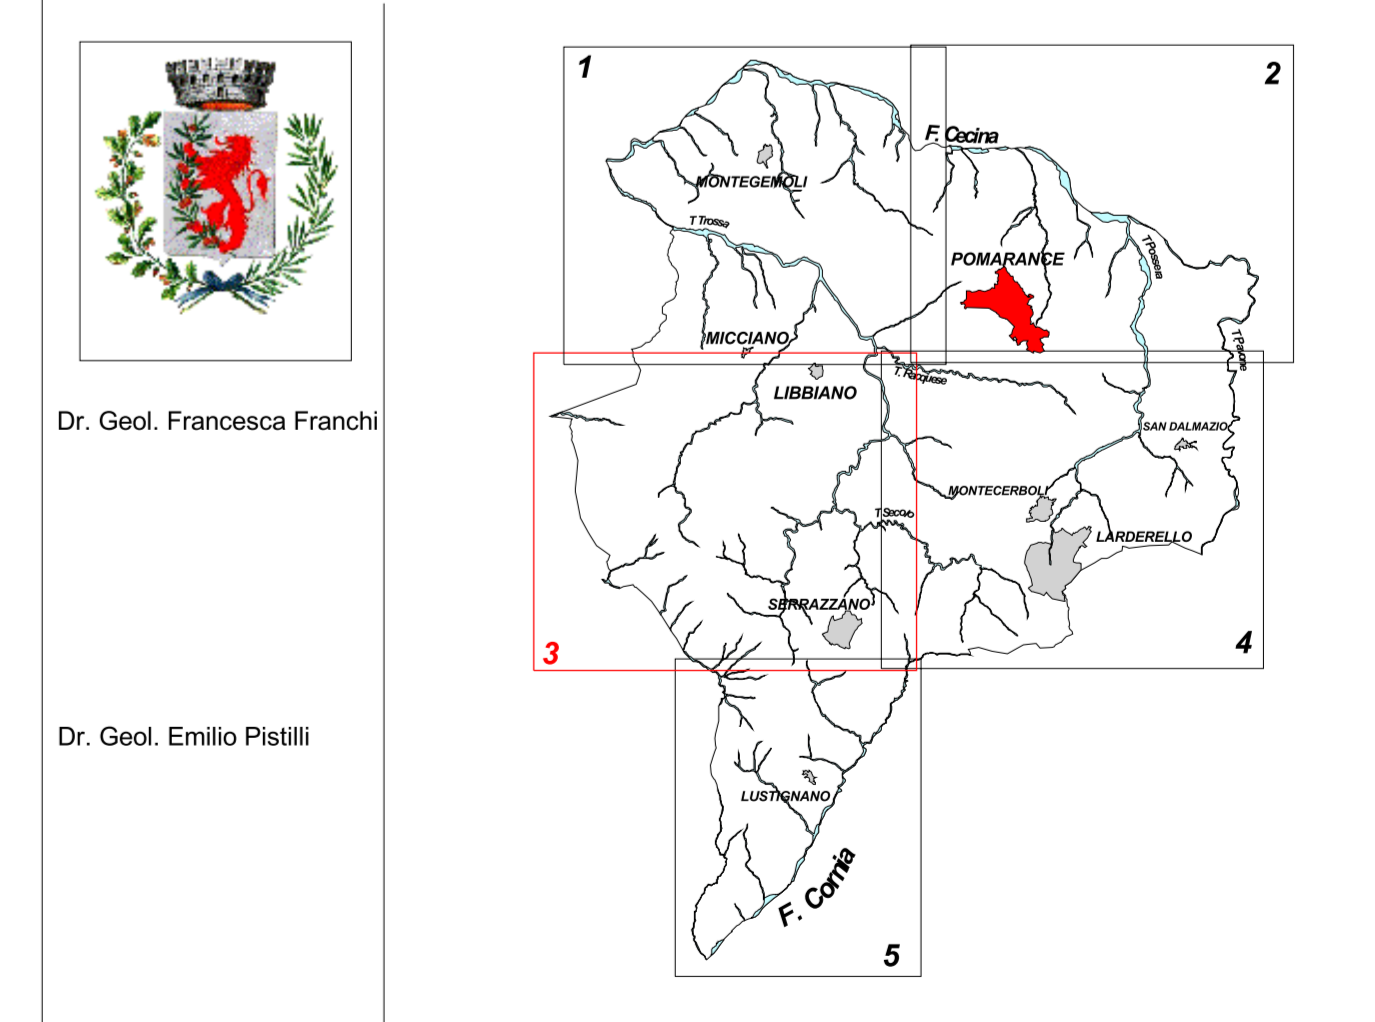 Dr. Geol. Francesca Franchi
Dr. Geol. Emilio Pistilli
1
2
F. Cecina
MONTEGEMOLI
T Trossa
T Possera
POMARANCE
MICCIANO
T Pavone
LIBBIANO
T. Racquese
SAN DALMAZIO
MONTECERBOLI
T Secolo
LARDERELLO
SERRAZZANO
3
4
LUSTIGNANO
F. Cornia
5